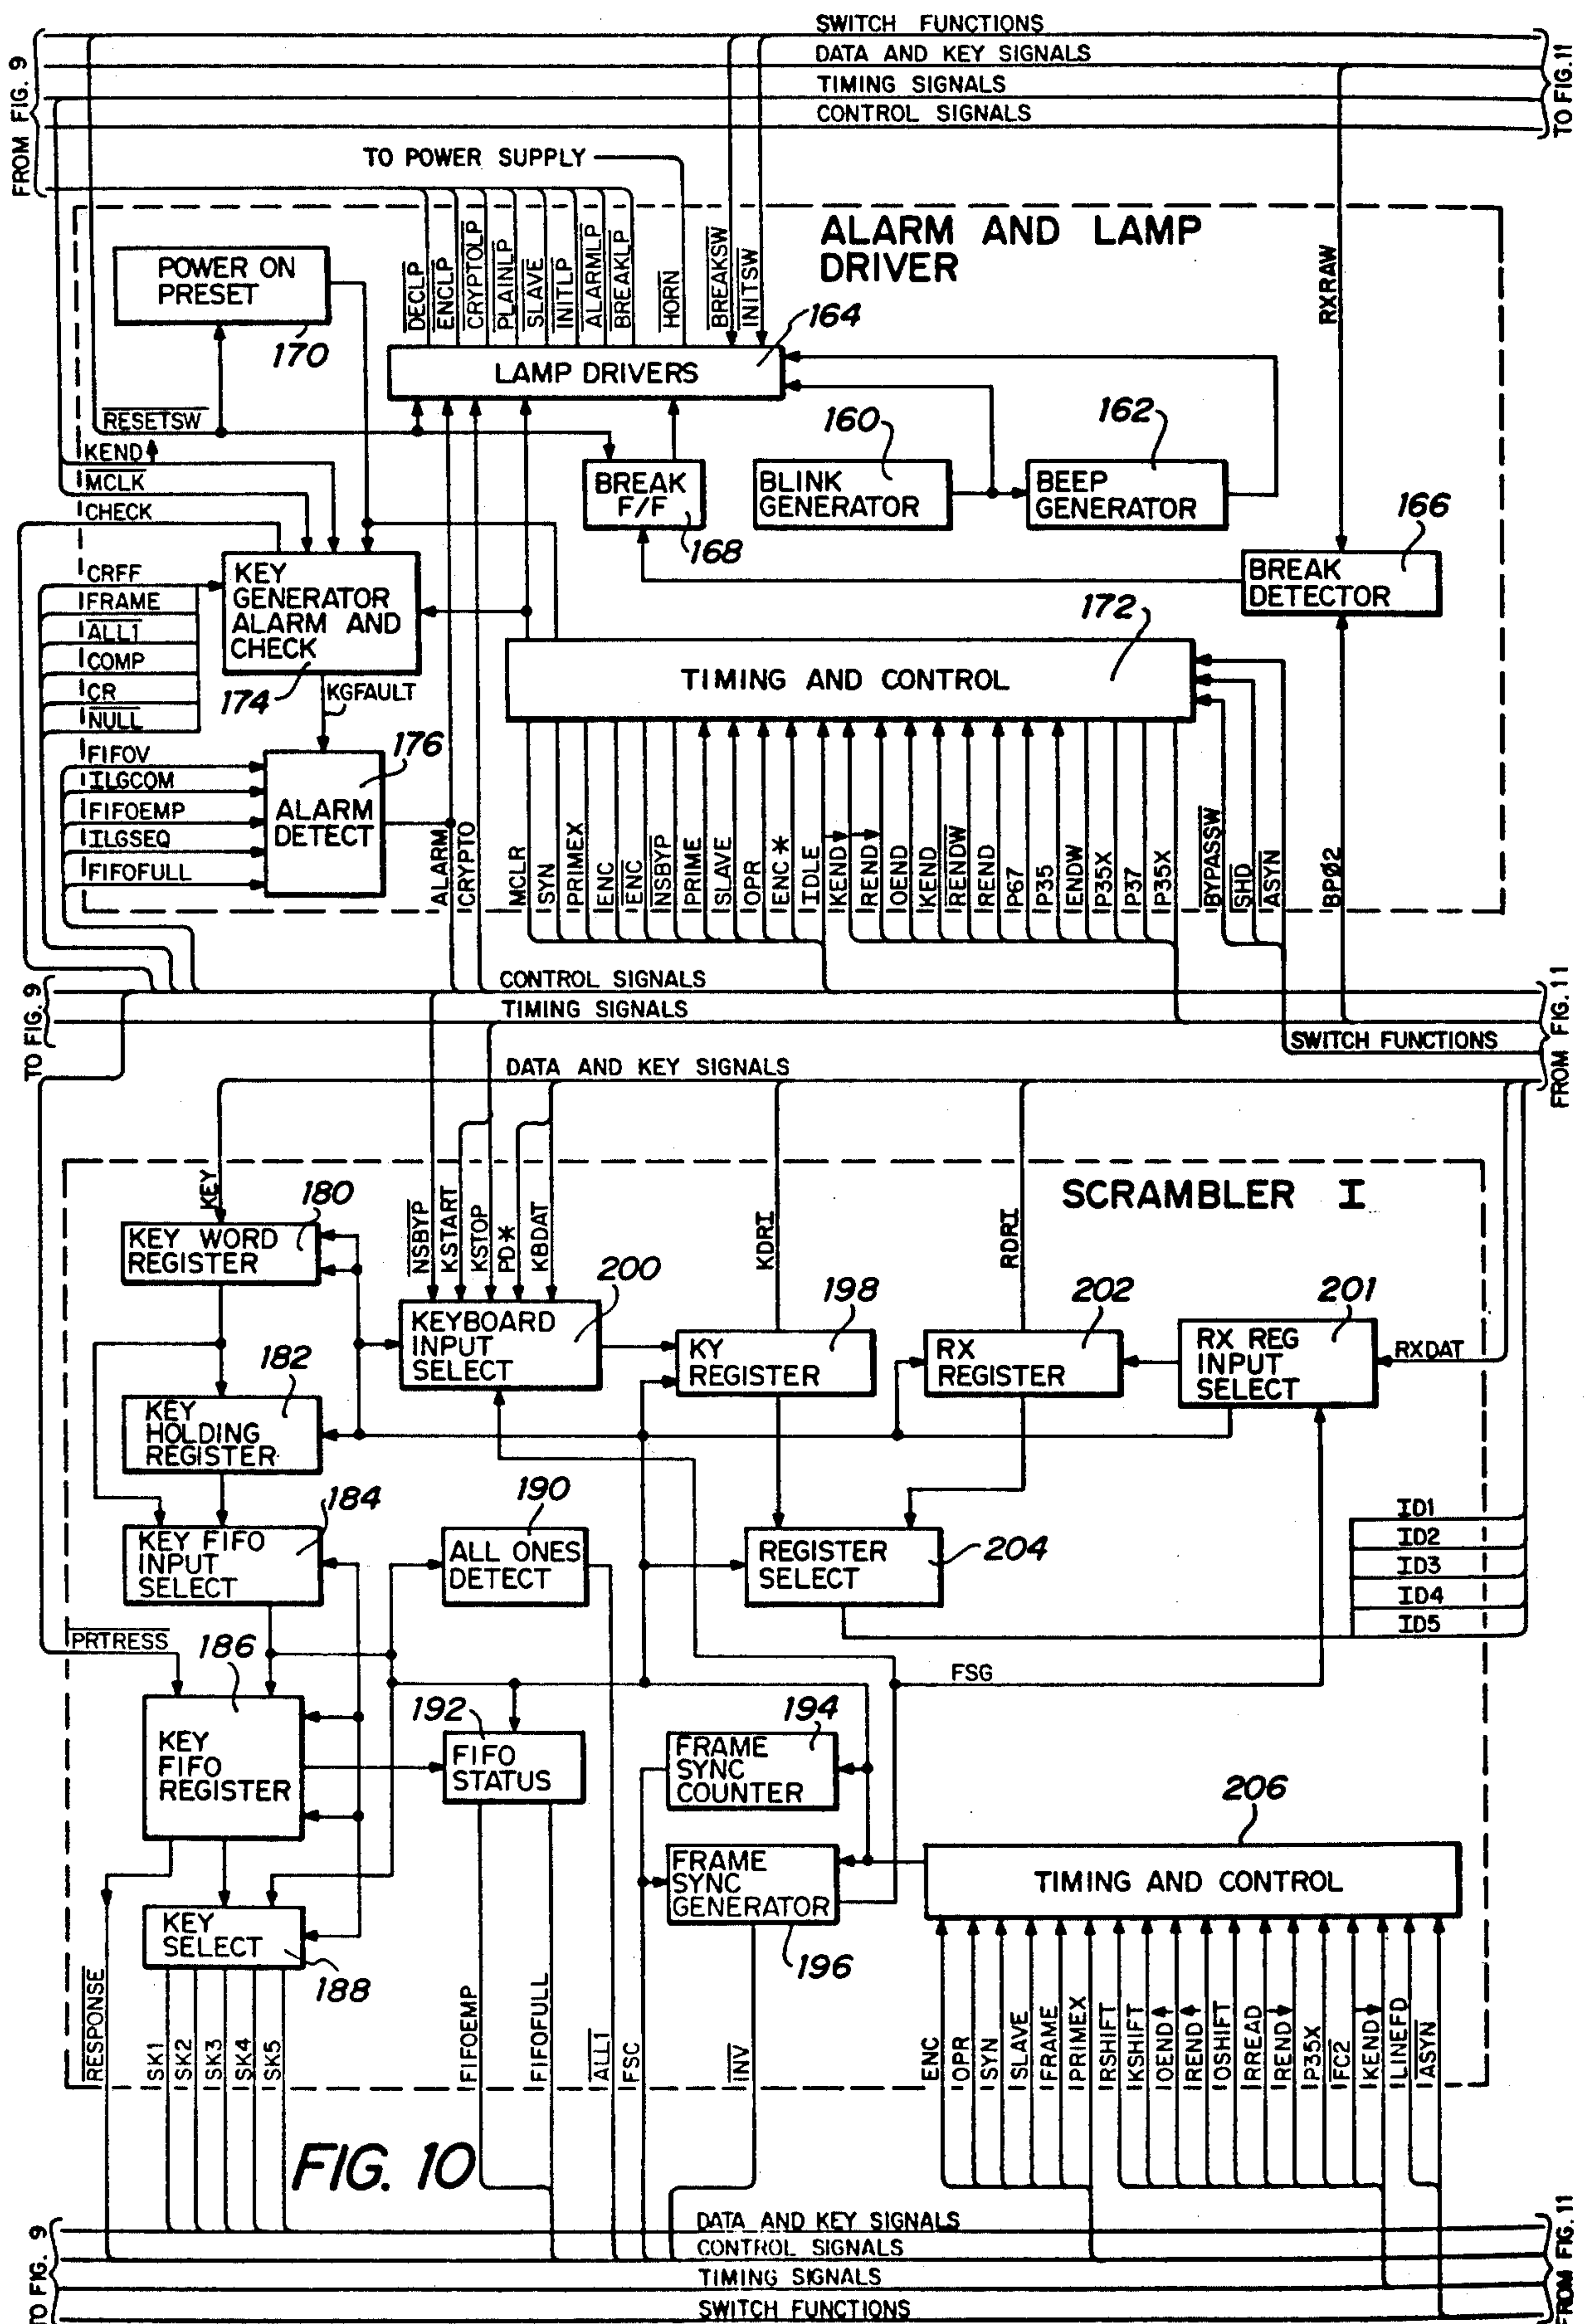 SWITCH FUNCTIONS
DATA AND KEY SIGNALS
TIMING SIGNALS
CONTROL SIGNALS
FROM FIG. 9
TO FIG. 11
TO POWER SUPPLY
ALARM AND LAMP
DRIVER
DECLP
ENCLP
CRYPTOLP
PLAINLP
SLAVE
INITLP
ALARMLP
BREAKLP
HORN
BREAKSW
INITSW
RXRAW
POWER ON
PRESET
170
164
LAMP DRIVERS
RESETSW
KEND
MCLK
CHECK
160
162
BREAK
F/F
168
BLINK
GENERATOR
BEEP
GENERATOR
166
BREAK
DETECTOR
CRFF
FRAME
ALL1
COMP
CR
NULL
KEY
GENERATOR
ALARM AND
CHECK
174
KGFAULT
172
TIMING AND CONTROL
FIFOV
ILGCOM
FIFOEMP
ILGSEQ
FIFOFULL
176
ALARM
DETECT
ALARM
CRYPTO
MCLR
SYN
PRIMEX
ENC
ENC
NSBYP
PRIME
SLAVE
OPR
ENC*
IDLE
KEND
REND
OEND
KEND
RENDW
REND
P67
P35
ENDW
P35X
P37
P35X
BYPASSW
SHD
ASYN
BPØ2
TO FIG. 9
CONTROL SIGNALS
TIMING SIGNALS
SWITCH FUNCTIONS
DATA AND KEY SIGNALS
FROM FIG. 11
SCRAMBLER I
KEY
180
KEY WORD
REGISTER
NSBYP
KSTART
KSTOP
PD*
KBDAT
KDRI
RDRI
200
KEYBOARD
INPUT
SELECT
198
KY
REGISTER
202
RX
REGISTER
201
RX REG
INPUT
SELECT
RXDAT
182
KEY
HOLDING
REGISTER
184
KEY FIFO
INPUT
SELECT
190
ALL ONES
DETECT
REGISTER
SELECT
204
ID1
ID2
ID3
ID4
ID5
PRTRESS
186
FSG
KEY
FIFO
REGISTER
192
FIFO
STATUS
194
FRAME
SYNC
COUNTER
206
FRAME
SYNC
GENERATOR
196
TIMING AND CONTROL
KEY
SELECT
188
RESPONSE
SK1
SK2
SK3
SK4
SK5
FIFOEMP
FIFOFULL
ALL1
FSC
INV
ENC
OPR
SYN
SLAVE
FRAME
PRIMEX
RSHIFT
KSHIFT
OEND
REND
OSHIFT
RREAD
REND
P35X
FC2
KEND
LINEFD
ASYN
FIG. 10
TO FIG. 9
DATA AND KEY SIGNALS
CONTROL SIGNALS
TIMING SIGNALS
SWITCH FUNCTIONS
FROM FIG. 11